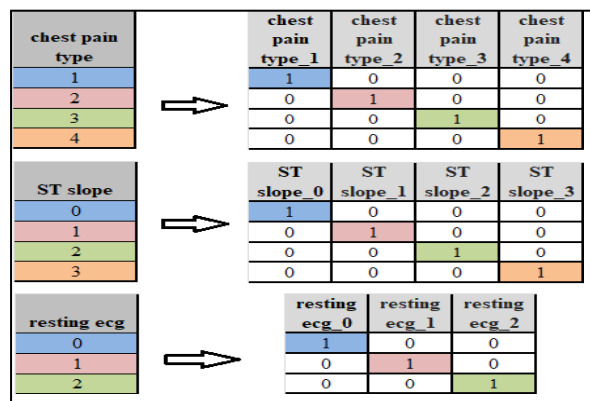 chest pain type
chest pain type_1 chest pain type_2 chest pain type_3 chest pain type_4
1 1 0 0 0
2 0 1 0 0
3 0 0 1 0
4 0 0 0 1
ST slope
ST slope_0 ST slope_1 ST slope_2 ST slope_3
0 1 0 0 0
1 0 1 0 0
2 0 0 1 0
3 0 0 0 1
resting ecg
resting ecg_0 resting ecg_1 resting ecg_2
0 1 0 0
1 0 1 0
2 0 0 1